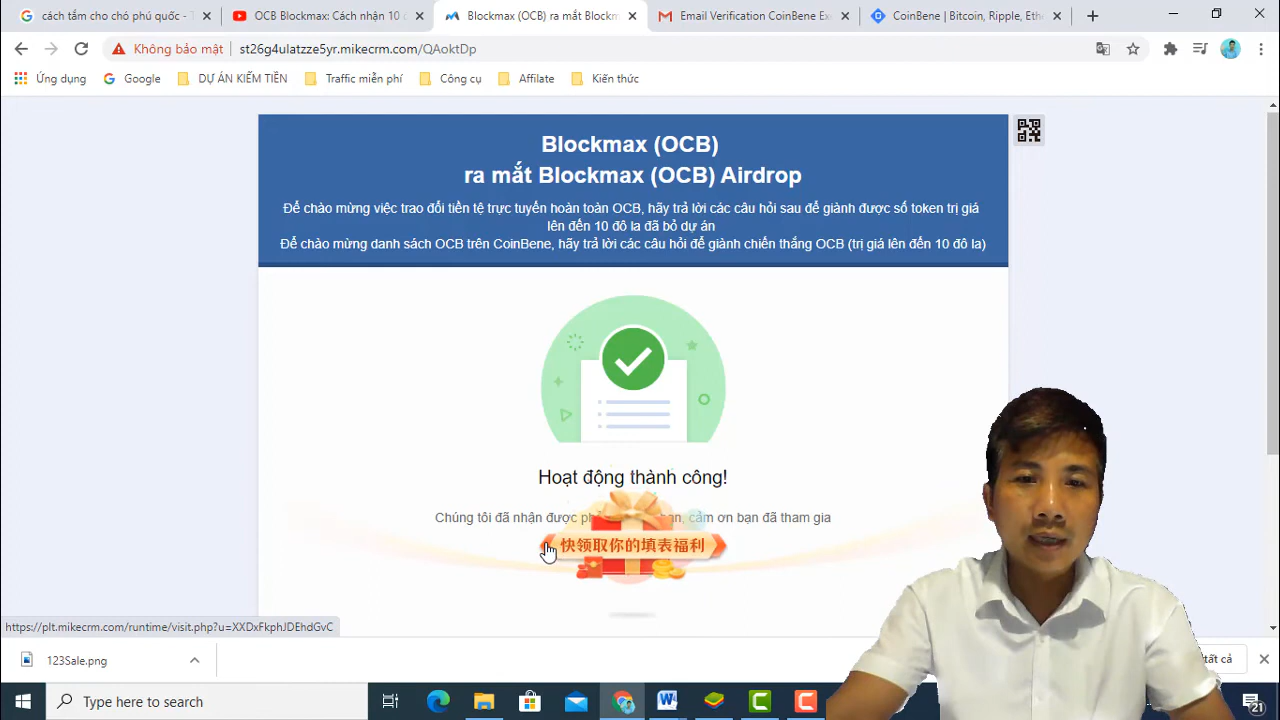 cách tắm cho chó phú quốc - T
OCB Blockmax: Cách nhận 10
Blockmax (OCB) ra mắt Blockm
Email Verification CoinBene Ex
CoinBene | Bitcoin, Ripple, Eth
Không bảo mật
st26g4ulatzze5yr.mikecrm.com/QAoktDp
Ứng dụng
Google
DỰ ÁN KIẾM TIỀN
Traffic miễn phí
Công cụ
Affilate
Kiến thức
Blockmax (OCB)
ra mắt Blockmax (OCB) Airdrop
Để chào mừng việc trao đổi tiền tệ trực tuyến hoàn toàn OCB, hãy trả lời các câu hỏi sau để giành được số token trị giá
lên đến 10 đô la đã bỏ dự án
Để chào mừng danh sách OCB trên CoinBene, hãy trả lời các câu hỏi để giành chiến thắng OCB (trị giá lên đến 10 đô la)
Hoạt động thành công!
Chúng tôi đã nhận được cảm ơn bạn đã tham gia
快领取你的填表福利
https://plt.mikecrm.com/runtime/visit.php?u=XXDxFkphJDEhdGvC
123Sale.png
tất cả
Type here to search
21